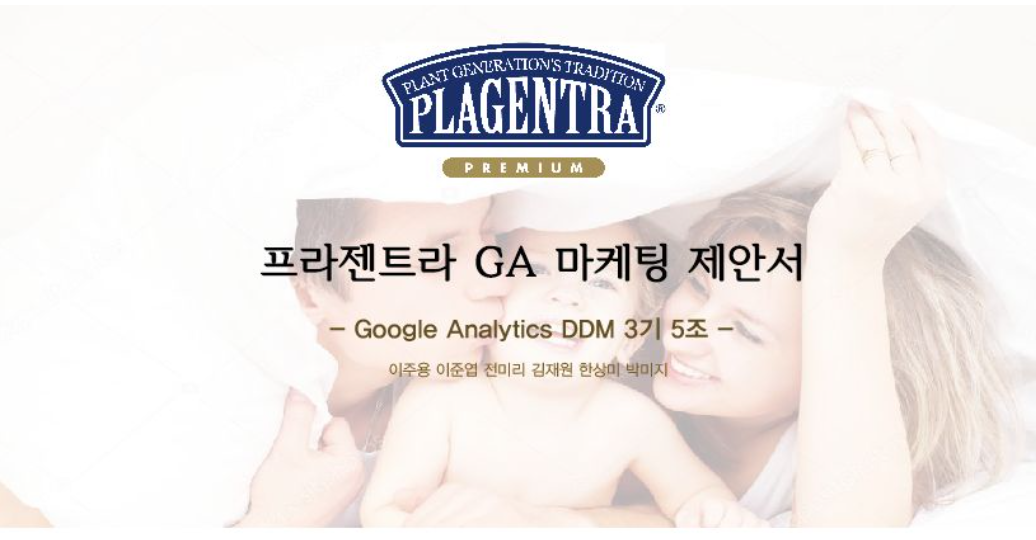 PLANT GENERATION'S TRADITION
PLAGENTRA®
PREMIUM
프라젠트라 GA 마케팅 제안서
- Google Analytics DDM 3기 5조 -
이주용 이준엽 전미리 김재원 한상미 박미지